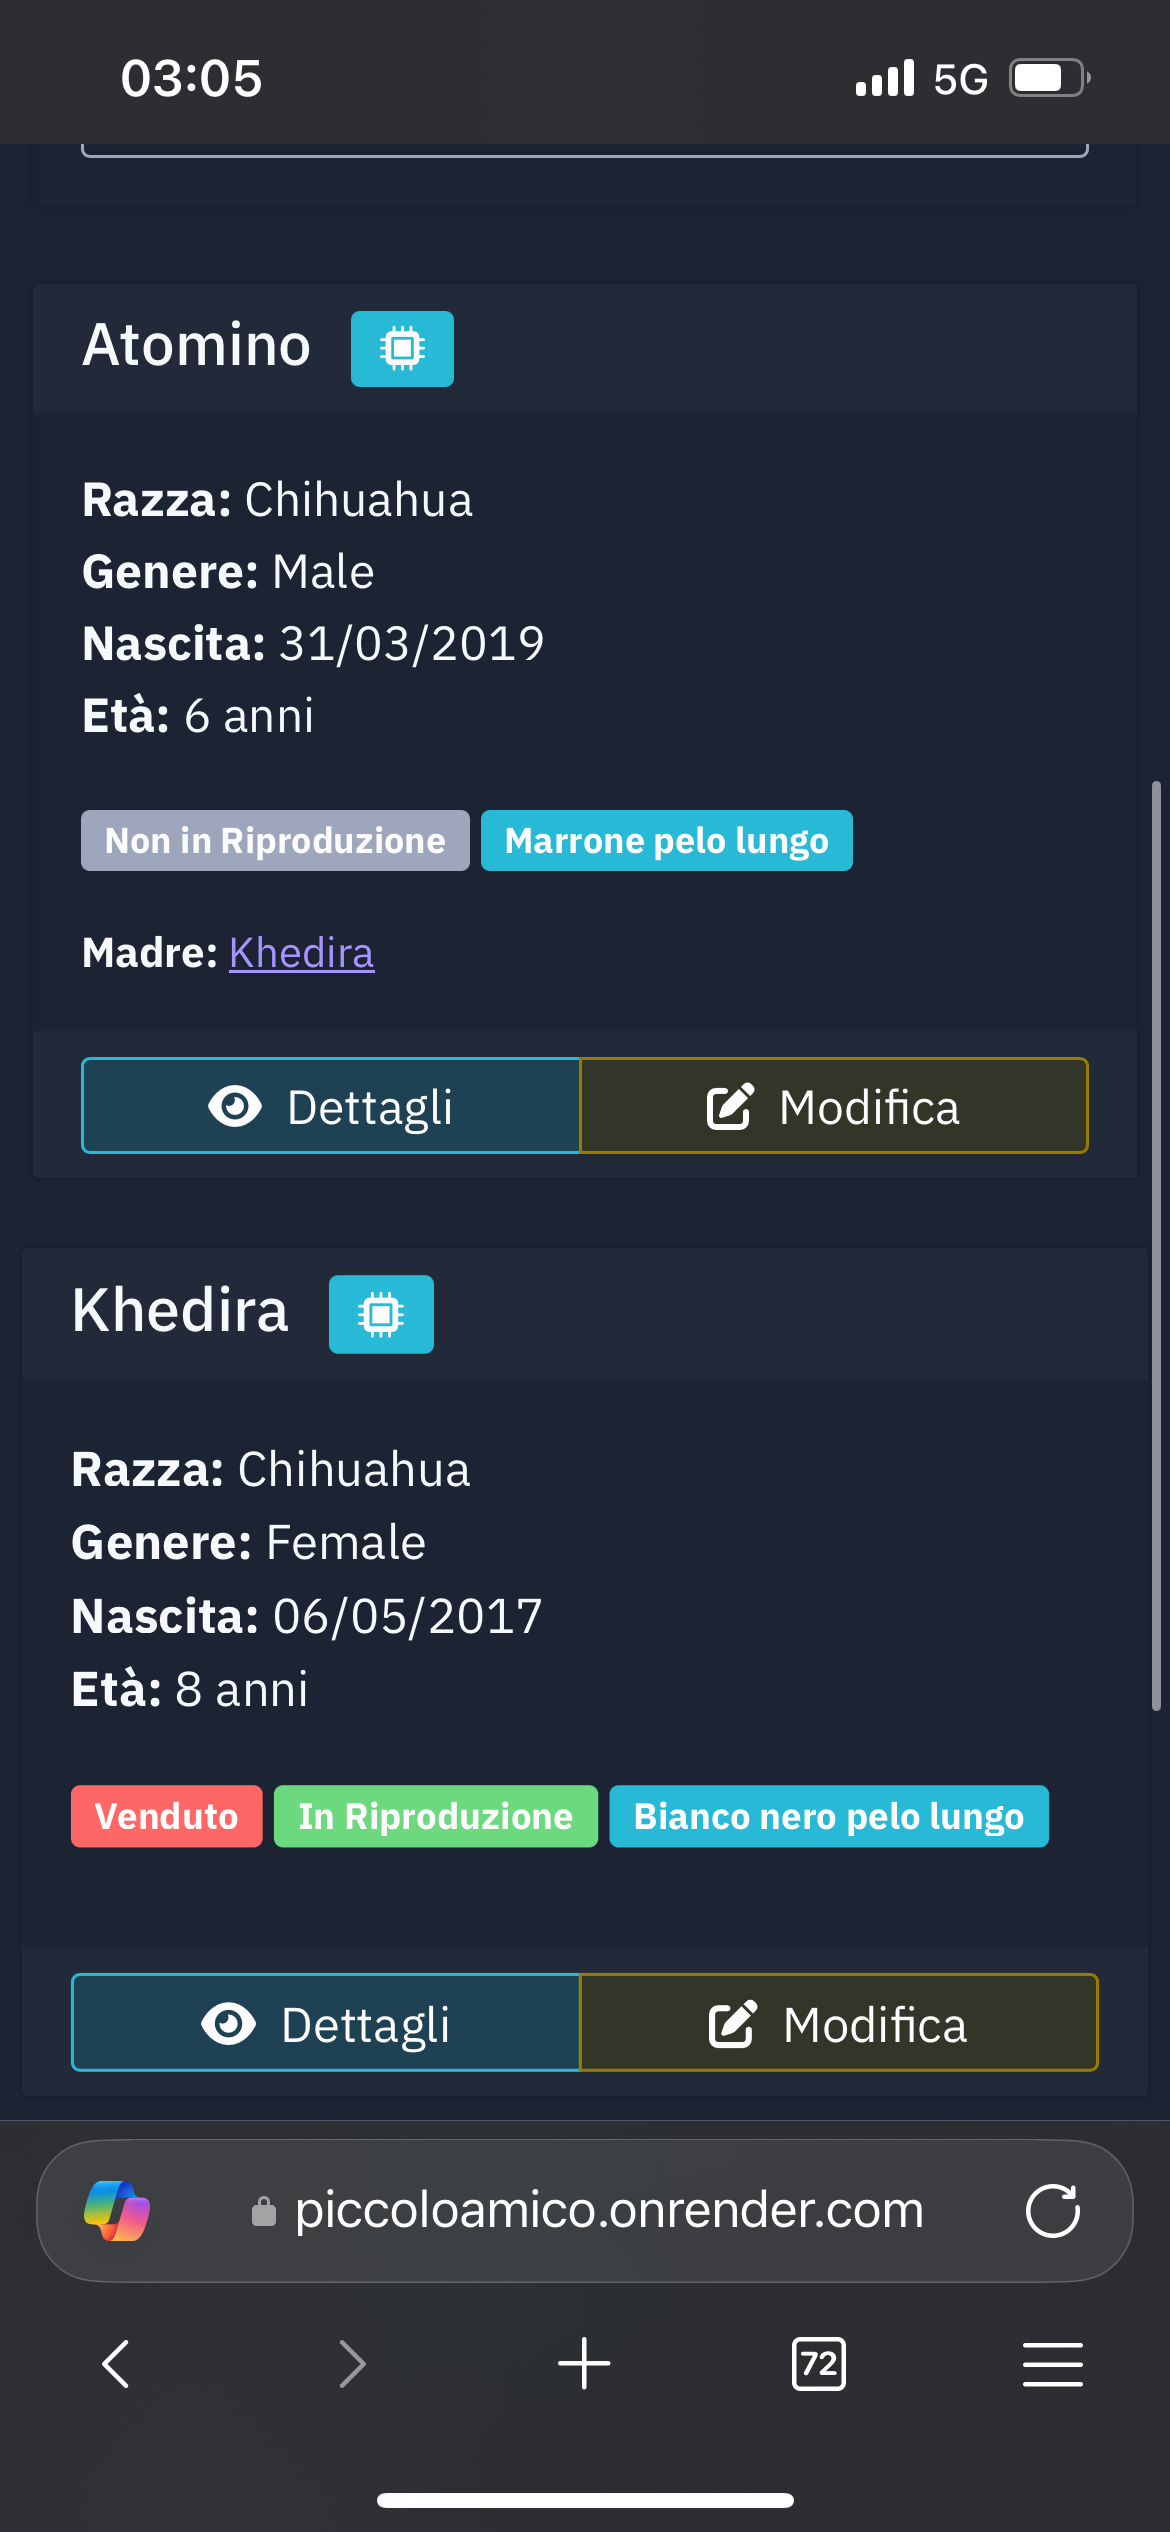 03:05 5G
Atomino
Razza: Chihuahua
Genere: Male
Nascita: 31/03/2019
Età: 6 anni
Non in Riproduzione Marrone pelo lungo
Madre: Khedira
Dettagli Modifica
Khedira
Razza: Chihuahua
Genere: Female
Nascita: 06/05/2017
Età: 8 anni
Venduto In Riproduzione Bianco nero pelo lungo
Dettagli Modifica
piccoloamico.onrender.com
72